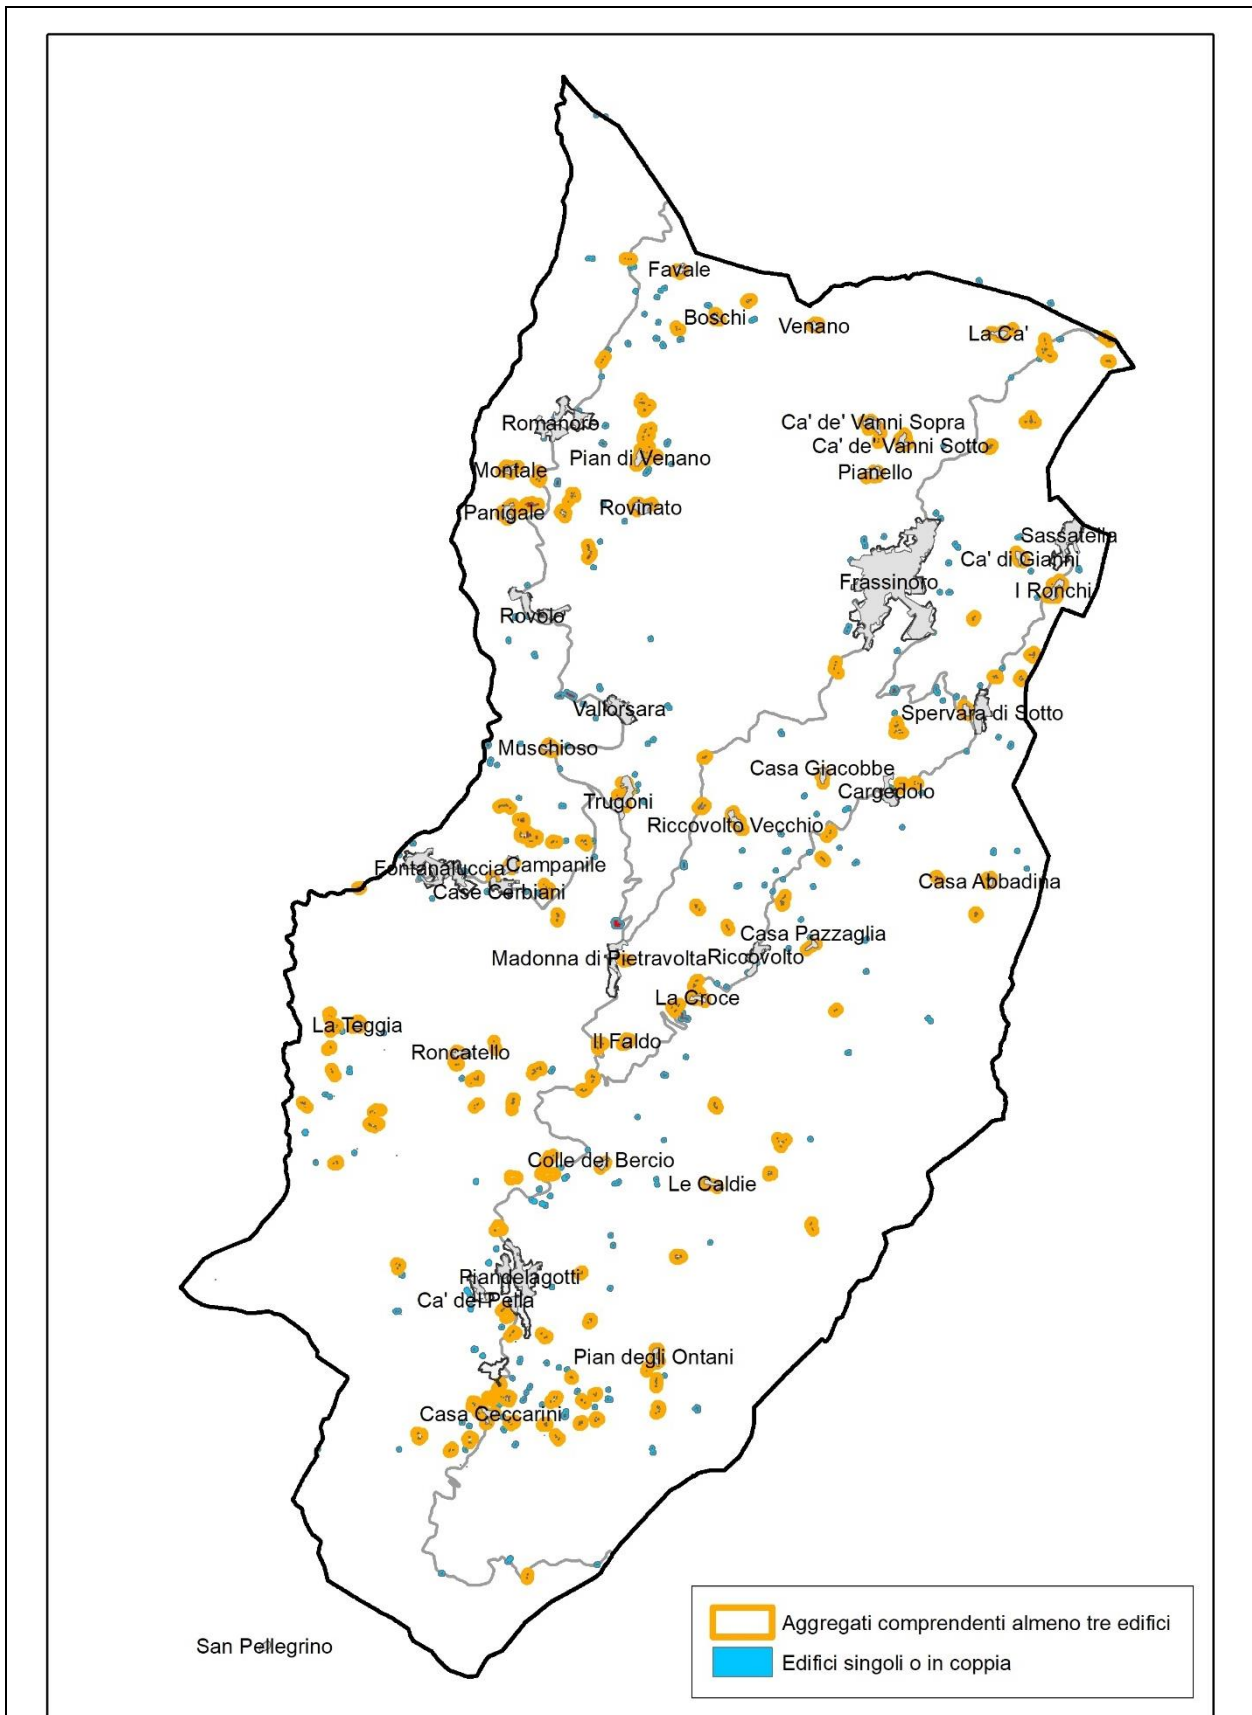 Favale
Boschi
Venano
La Ca'
Romanoro
Ca' de' Vanni Sopra
Ca' de' Vanni Sotto
Pian di Venano
Montale
Pianello
Panigale
Rovinato
Sassatella
Ca' di Gianni
Frassinoro
I Ronchi
Rovolo
Vallorsara
Spervara di Sotto
Muschioso
Casa Giacobbe
Cargedolo
Trugoni
Riccovolto Vecchio
Campanile
Fontanaluccia
Casa Abbadina
Case Cerbiani
Casa Pazzaglia
Madonna di Pietravolta
Riccovolto
La Croce
La Teggia
Il Faldo
Roncatello
Colle del Bercio
Le Caldie
Piandelagotti
Ca' del Pella
Pian degli Ontani
Casa Ceccarini
Aggregati comprendenti almeno tre edifici
San Pellegrino
Edifici singoli o in coppia